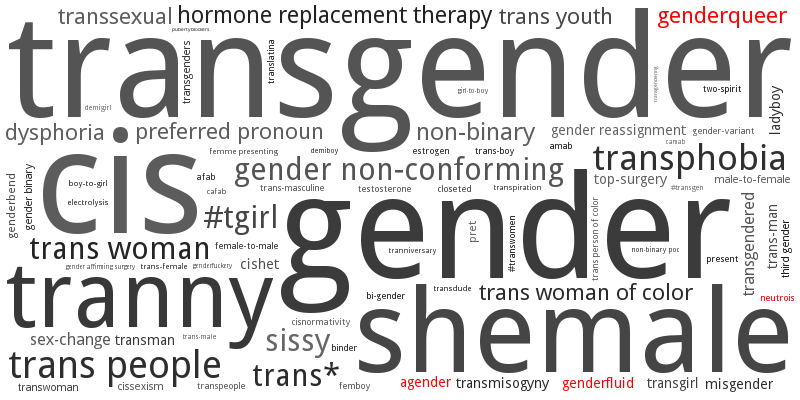 transsexual hormone replacement therapy trans youth genderqueer
pubertyblockers
transgender
transgenders
translatina
girl-to-boy
transgendering
two-spirit
ladyboy
demigirl
dysphoria preferred pronoun non-binary gender reassignment gender-variant
femme presenting demiboy estrogen trans-boy amab camab
cis
transphobia
genderbend
gender binary
boy-to-girl
electrolysis
afab
cafab
gender non-conforming
top-surgery male-to-female
trans-masculine testosterone closeted transpiration #transgen
#tgirl
gender
trans woman female-to-male
tranniversary
pret
#transwomen
trans person of color
non-binary poc
present
transgendered
trans-man
third gender
gender affirming surgery trans-female genderfuckery cishet
tranny
bi-gender transdude trans woman of color neutrois
cisnormativity
sex-change transman trans-male
sissy
binder
shemale
trans people
trans*
transwoman cissexism transpeople femboy
agender transmisogyny genderfluid transgirl misgender